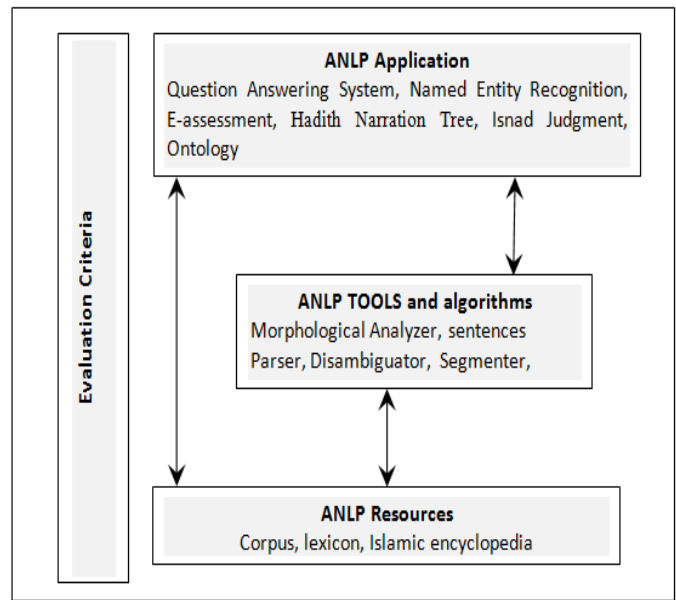 Evaluation Criteria
ANLP Application
Question Answering System, Named Entity Recognition,
E-assessment, Hadith Narration Tree, Isnad Judgment,
Ontology
ANLP TOOLS and algorithms
Morphological Analyzer, sentences
Parser, Disambiguator, Segmenter,
ANLP Resources
Corpus, lexicon, Islamic encyclopedia